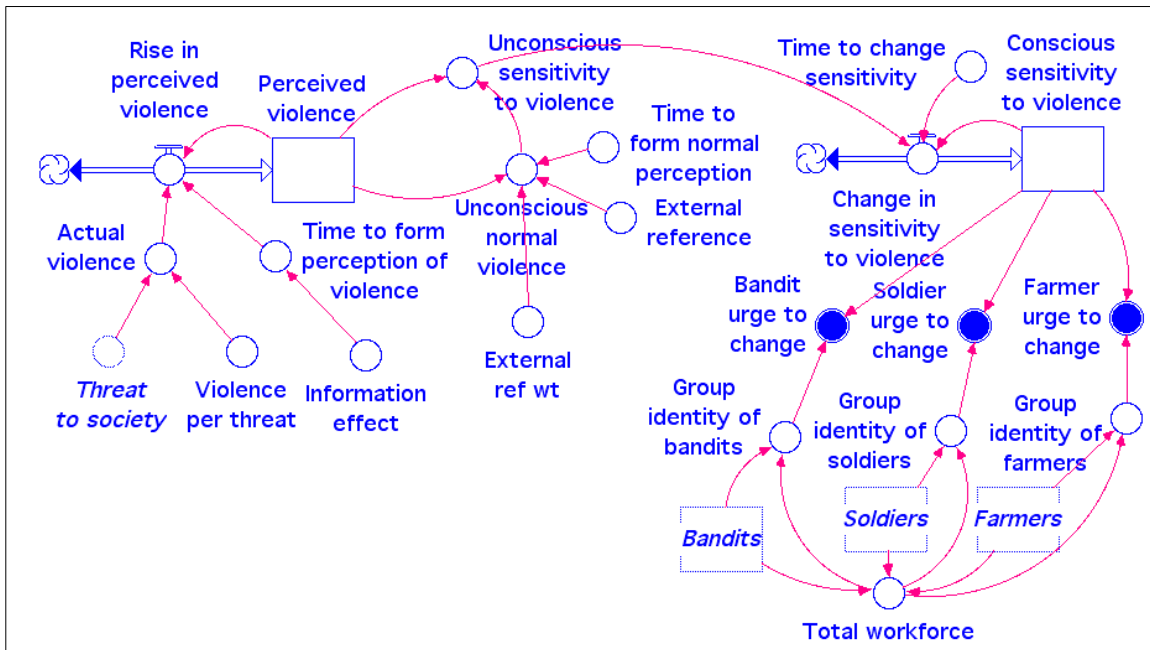 Rise in
perceived
violence
Perceived
violence
Unconscious
sensitivity
to violence
Time to change
sensitivity
Conscious
sensitivity
to violence
Time to
form normal
perception
Actual
violence
Time to form
perception of
violence
Unconscious
normal
violence
External
reference
Change in
sensitivity
to violence
Bandit
urge to
change
Soldier
urge to
change
Farmer
urge to
change
Threat
to society
Violence
per threat
Information
effect
External
ref wt
Group
identity of
bandits
Group
identity of
soldiers
Group
identity of
farmers
Bandits
Soldiers
Farmers
Total workforce